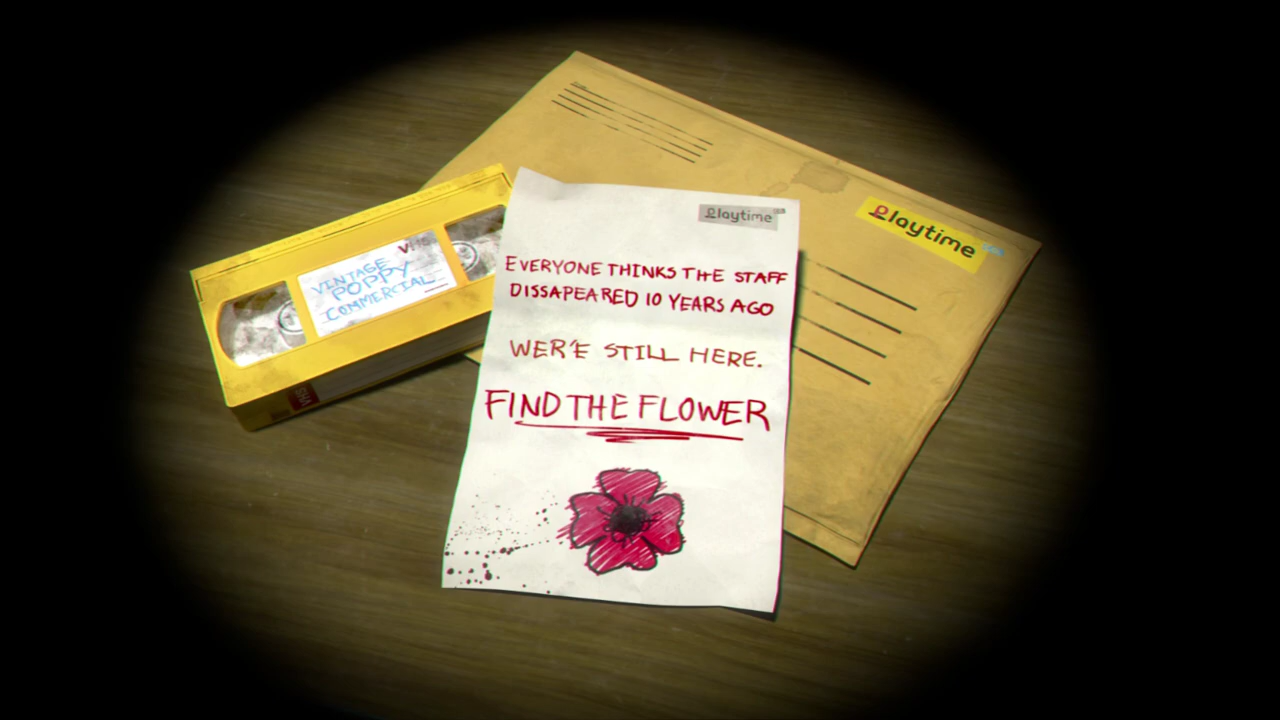 Playtime
Playtime
VHS
VINTAGE
POPPY
COMMERCIAL
VHS
EVERYONE THINKS THE STAFF
DISSAPEARED 10 YEARS AGO
WER'E STILL HERE.
FIND THE FLOWER